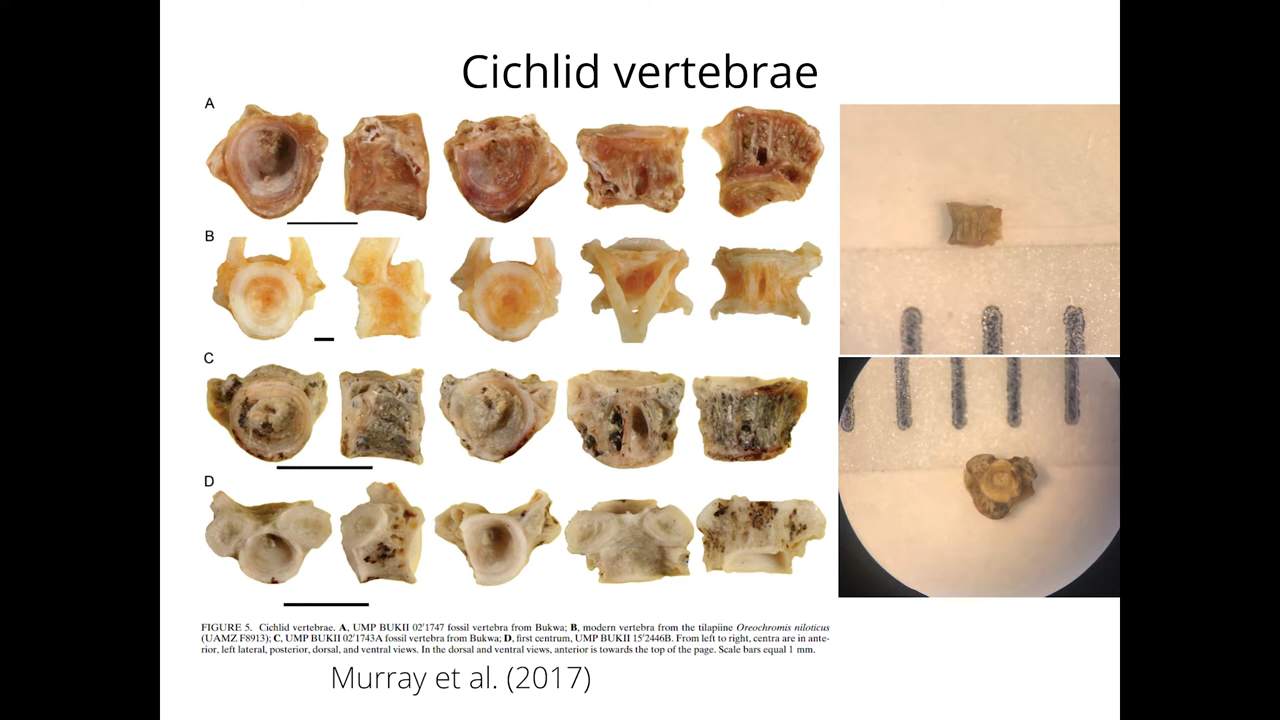 Cichlid vertebrae
A
B
C
D
FIGURE 5. Cichlid vertebrae. A, UMP BUKII 02′1747 fossil vertebra from Bukwa; B, modern vertebra from the tilapiine Oreochromis niloticus
(UAMZ F8913); C, UMP BUKII 02′1743A fossil vertebra from Bukwa; D, first centrum, UMP BUKII 15′2446B. From left to right, centra are in ante-
rior, left lateral, posterior, dorsal, and ventral views. In the dorsal and ventral views, anterior is towards the top of the page. Scale bars equal 1 mm.
Murray et al. (2017)